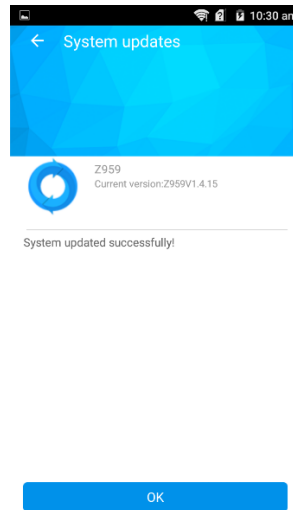 10:30 am
System updates
Z959
Current version:Z959V1.4.15
System updated successfully!
OK